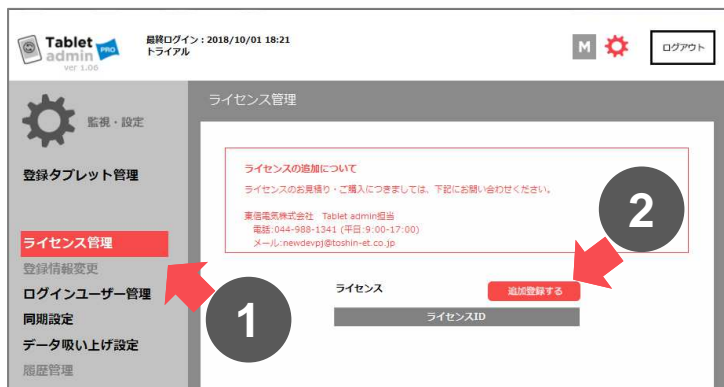 Tablet
admin PRO
ver 1.00
最終ログイン：2018/10/01 18:21
トライアル
M
ログアウト
監視・設定
登録タブレット管理
ライセンス管理
登録情報変更
ログインユーザー管理
同期設定
データ吸い上げ設定
履歴管理
ライセンス管理
ライセンスの追加について
ライセンスのお見積り・ご購入につきましては、下記にお問い合わせください。
東信電気株式会社　Tablet admin担当
電話:044-988-1341 (平日:9:00-17:00)
メール:newdevpj@toshin-et.co.jp
ライセンス
追加登録する
ライセンスID
1
2